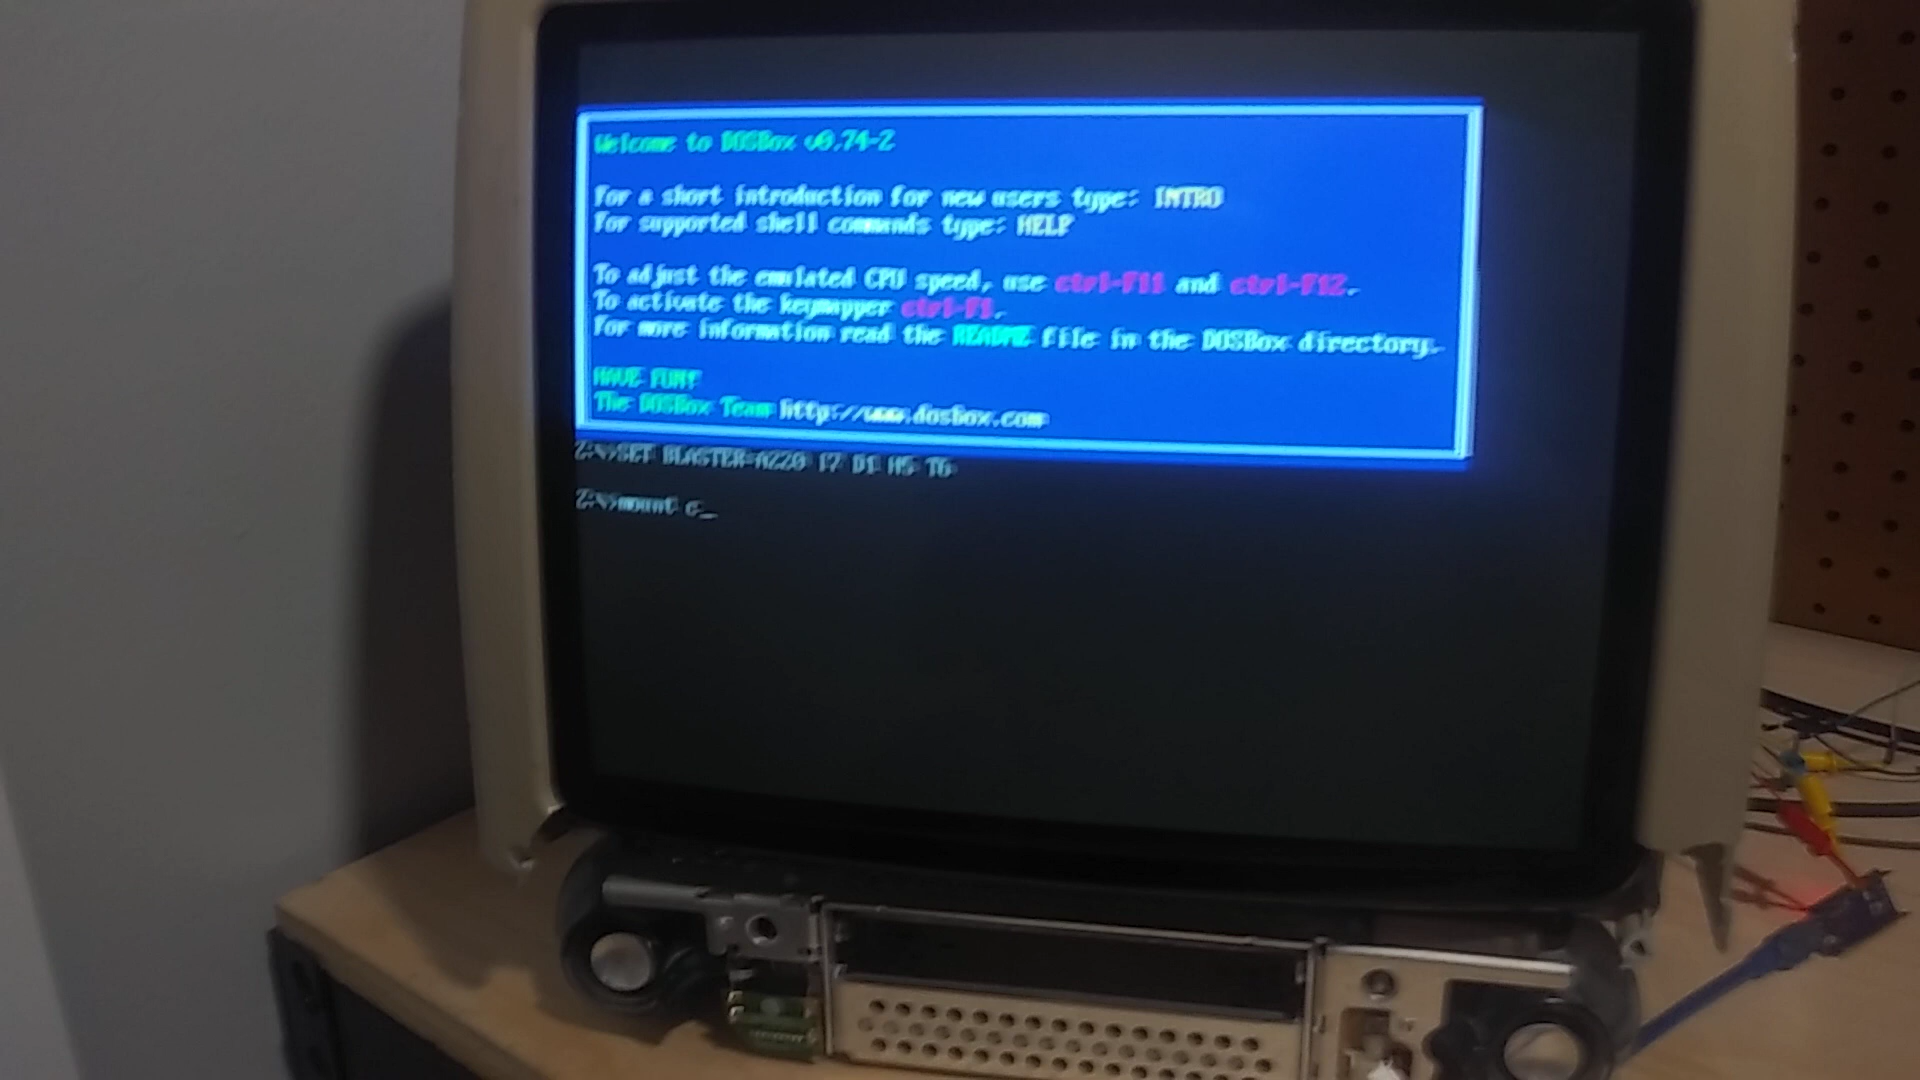 Welcome to DOSBox v0.74-2
For a short introduction for new users type: INTRO
For supported shell commands type: HELP
To adjust the emulated CPU speed, use ctrl-F11 and ctrl-F12.
To activate the keymapper ctrl-F1.
For more information read the README file in the DOSBox directory.
HAVE FUN!
The DOSBox Team http://www.dosbox.com
Z:\>SET BLASTER=A220 I7 D1 H5 T6
Z:\>mount c_